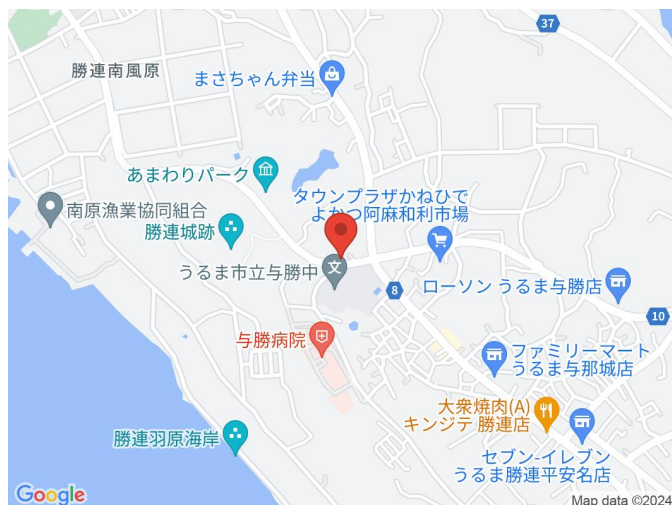 37
勝連南風原
まさちゃん弁当
あまわりパーク
タウンプラザかねひで
よかつ阿麻和利市場
南原漁業協同組合
勝連城跡
うるま市立与勝中
文
8
ローソン うるま与勝店
10
与勝病院
ファミリーマート
うるま与那城店
大衆焼肉(A)
キンジテ 勝連店
勝連羽原海岸
セブン-イレブン
うるま勝連平安名店
Google
Map data ©2024